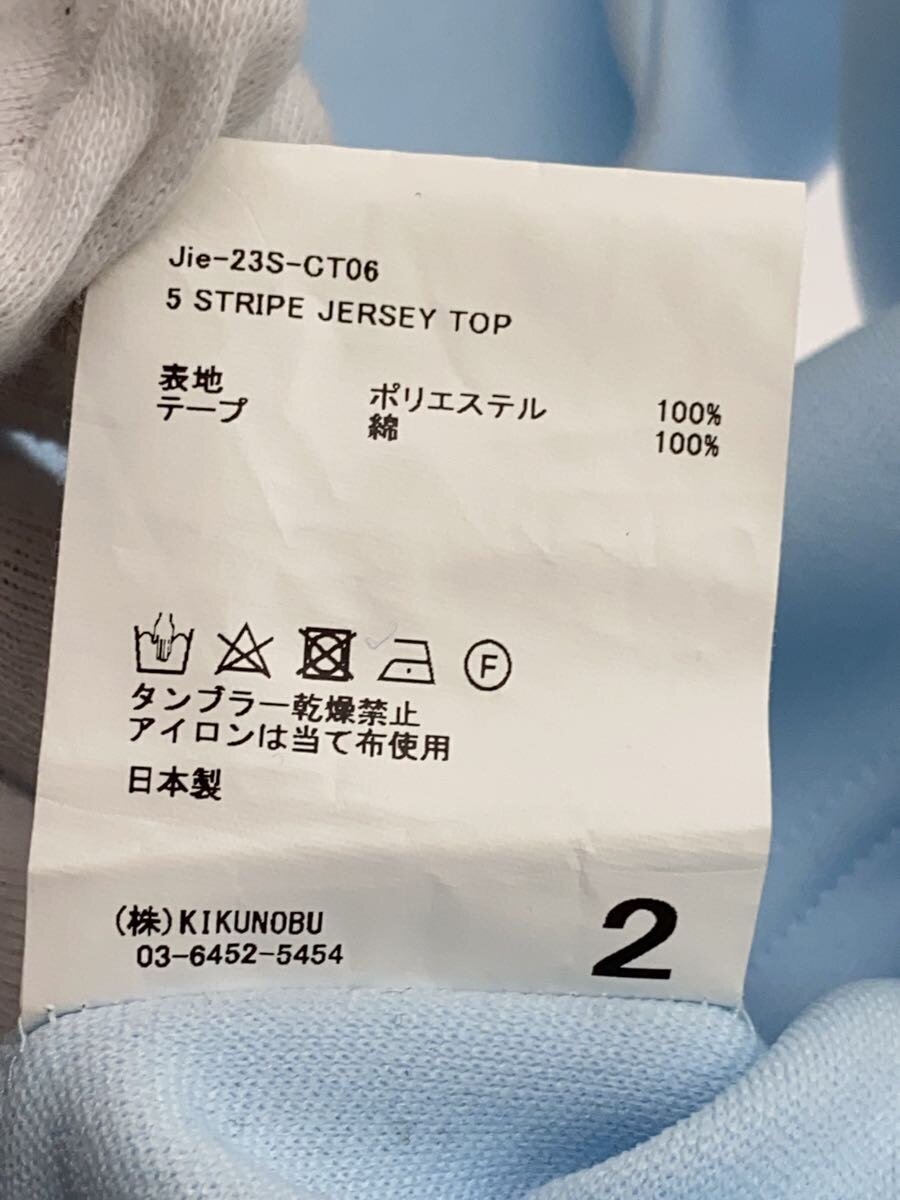 Jie-23S-CT06
5 STRIPE JERSEY TOP
表地 ポリエステル 100%
テープ 綿 100%
F
タンブラー乾燥禁止
アイロンは当て布使用
日本製
(株)KIKUNOBU
03-6452-5454
2